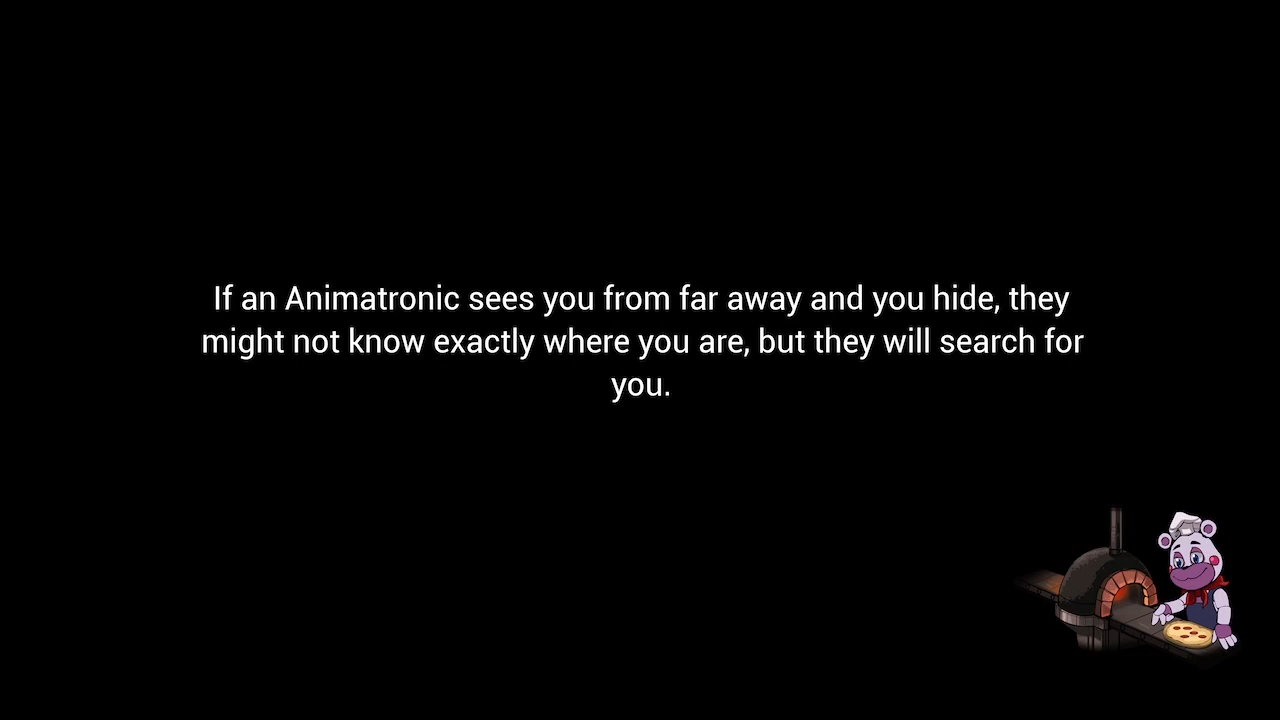 If an Animatronic sees you from far away and you hide, they
might not know exactly where you are, but they will search for
you.